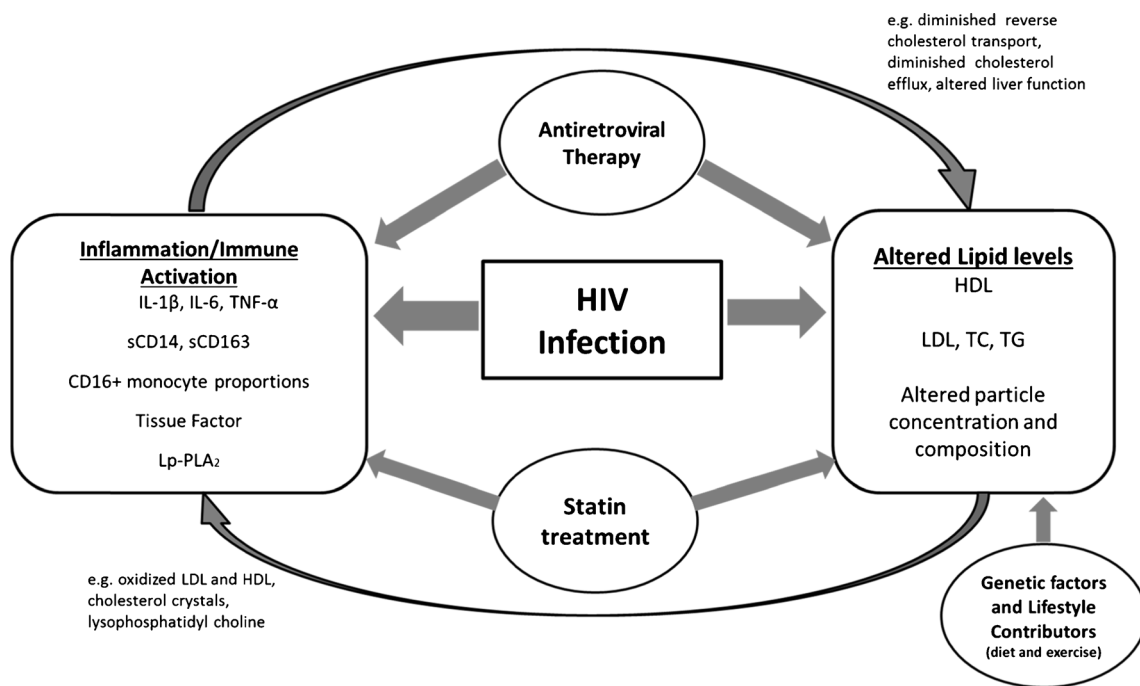 e.g. diminished reverse
cholesterol transport,
diminished cholesterol
efflux, altered liver function
Antiretroviral
Therapy
Inflammation/Immune
Activation
IL-1β, IL-6, TNF-α
sCD14, sCD163
CD16+ monocyte proportions
Tissue Factor
Lp-PLA₂
HIV
Infection
Altered Lipid levels
HDL
LDL, TC, TG
Altered particle
concentration and
composition
Statin
treatment
e.g. oxidized LDL and HDL,
cholesterol crystals,
lysophosphatidyl choline
Genetic factors
and Lifestyle
Contributors
(diet and exercise)